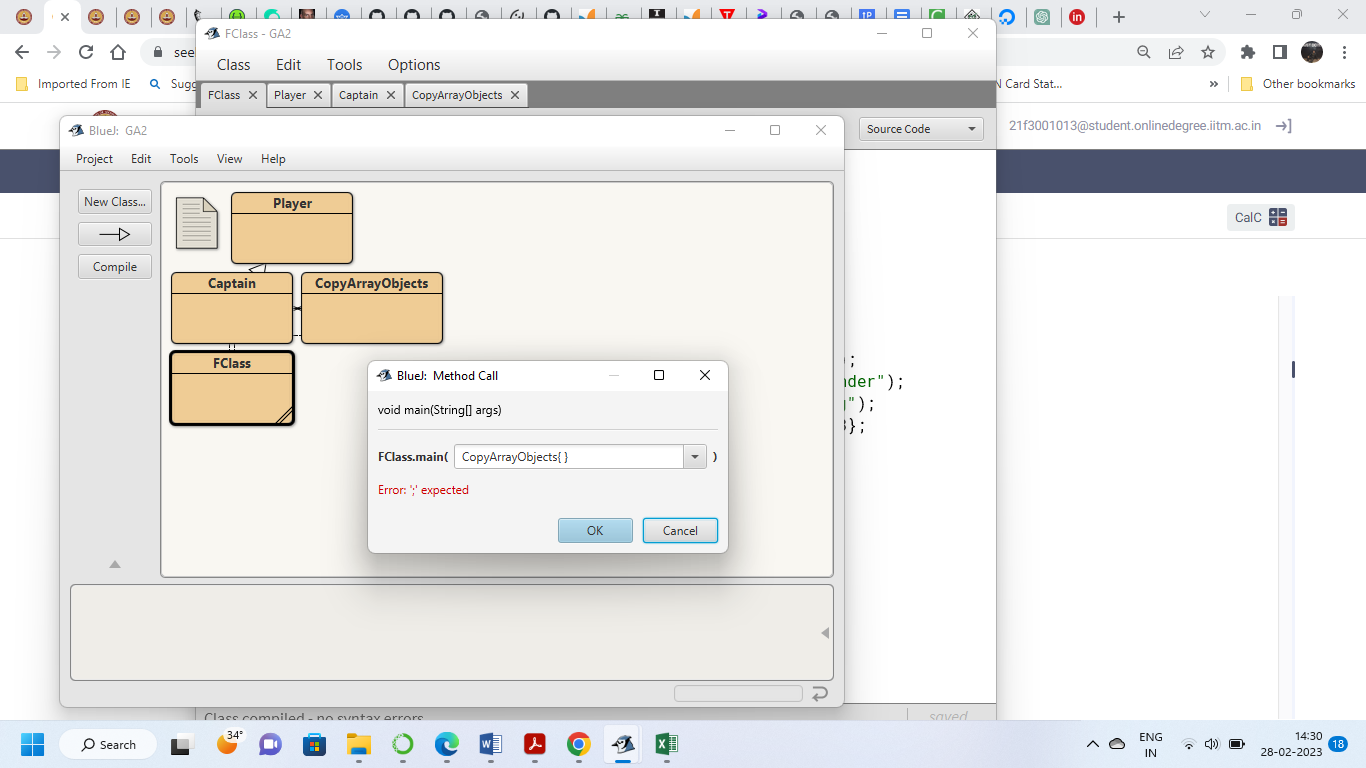 FClass - GA2
Class Edit Tools Options
Imported From IE
N Card Stat...
»
Other bookmarks
FClass Player Captain CopyArrayObjects
Source Code
21f3001013@student.onlinedegree.iitm.ac.in
BlueJ: GA2
Project Edit Tools View Help
CalC
New Class...
Compile
Player
Captain
CopyArrayObjects
FClass
);
nder");
");
};
BlueJ: Method Call
void main(String[] args)
FClass.main( CopyArrayObjects{ } )
Error: ';' expected
OK Cancel
Class compiled - no syntax errors
saved
Search
34°
ENG
IN
14:30
28-02-2023
18